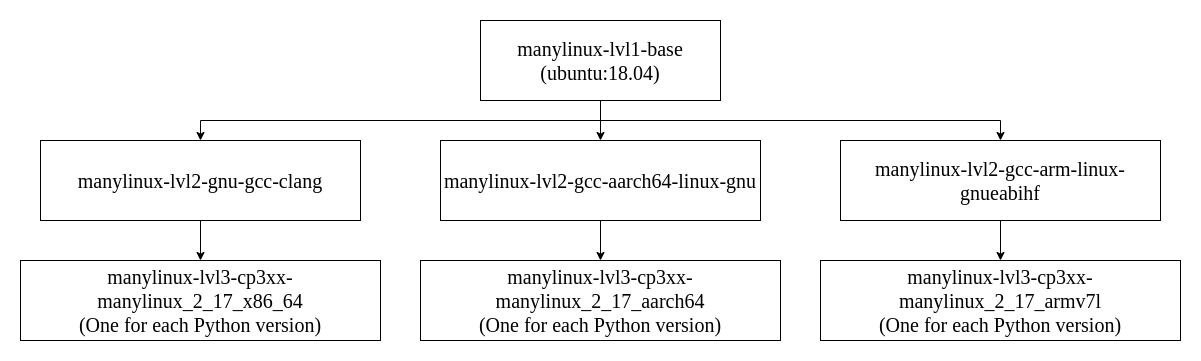 manylinux-lvl1-base
(ubuntu:18.04)
manylinux-lvl2-gnu-gcc-clang
manylinux-lvl2-gcc-aarch64-linux-gnu
manylinux-lvl2-gcc-arm-linux-
gnueabihf
manylinux-lvl3-cp3xx-
manylinux_2_17_x86_64
(One for each Python version)
manylinux-lvl3-cp3xx-
manylinux_2_17_aarch64
(One for each Python version)
manylinux-lvl3-cp3xx-
manylinux_2_17_armv7l
(One for each Python version)